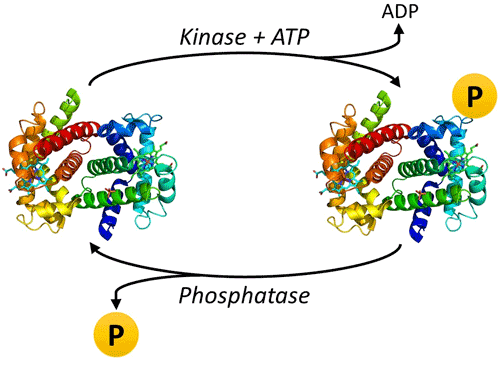 ADP
Kinase + ATP
P
Phosphatase
P